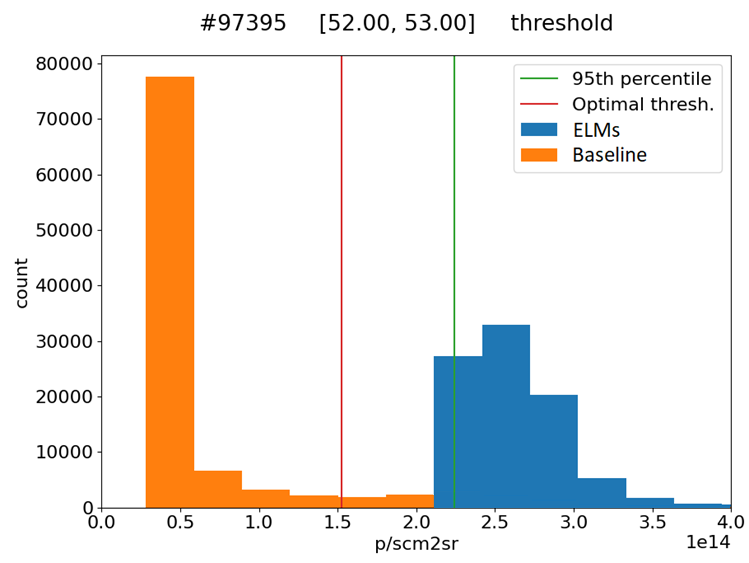 #97395 [52.00, 53.00] threshold
80000
70000
60000
50000
40000
30000
20000
10000
0
count
95th percentile
Optimal thresh.
ELMs
Baseline
0.0 0.5 1.0 1.5 2.0 2.5 3.0 3.5 4.0
1e14
p/scm2sr